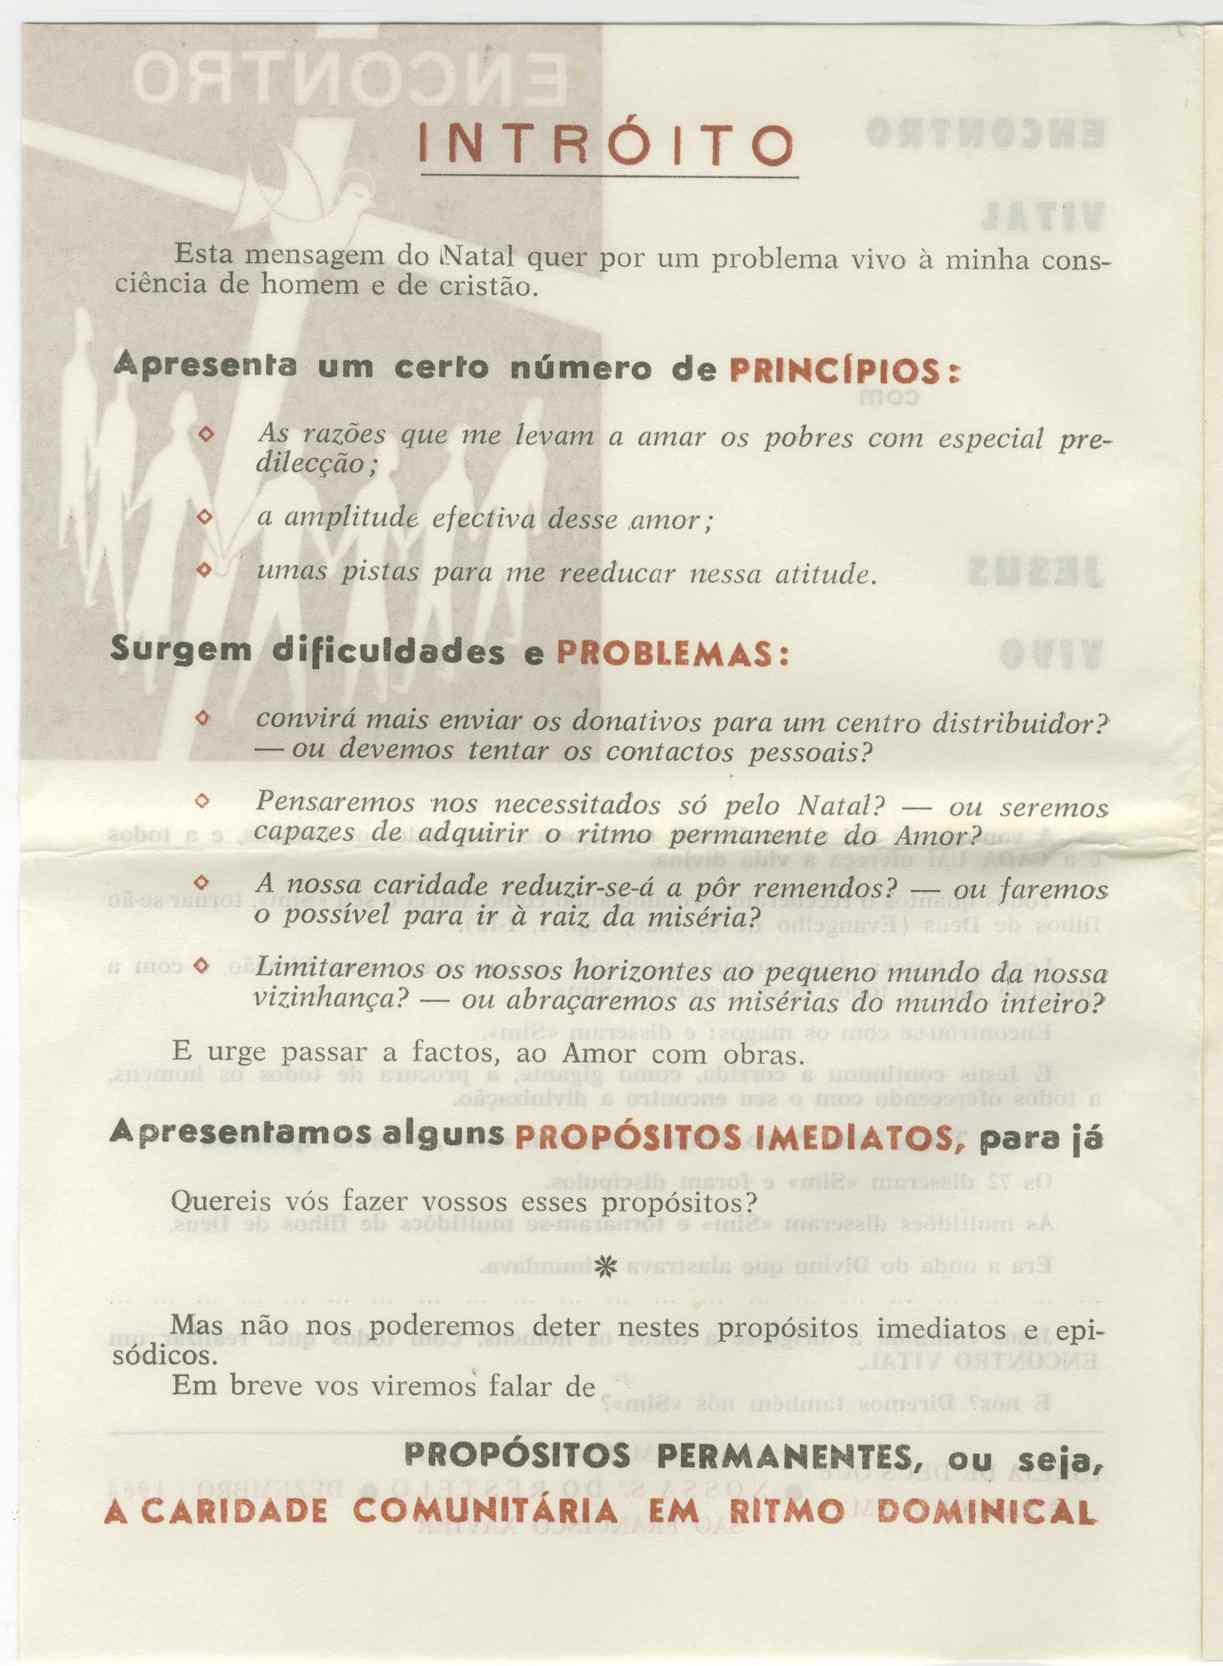 INTRÓITO
Esta mensagem do Natal quer por um problema vivo à minha cons-
ciência de homem e de cristão.
Apresenta um certo número de PRINCÍPIOS:
As razões que me levam a amar os pobres com especial pre-
dilecção;
a amplitude efectiva desse amor;
umas pistas para me reeducar nessa atitude.
Surgem dificuldades e PROBLEMAS:
convirá mais enviar os donativos para um centro distribuidor?
— ou devemos tentar os contactos pessoais?
Pensaremos nos necessitados só pelo Natal? — ou seremos
capazes de adquirir o ritmo permanente do Amor?
A nossa caridade reduzir-se-á a pôr remendos? — ou faremos
o possível para ir à raiz da miséria?
Limitaremos os nossos horizontes ao pequeno mundo da nossa
vizinhança? — ou abraçaremos as misérias do mundo inteiro?
E urge passar a factos, ao Amor com obras.
Apresentamos alguns PROPÓSITOS IMEDIATOS, para já
Quereis vós fazer vossos esses propósitos?
*
Mas não nos poderemos deter nestes propósitos imediatos e epi-
sódicos.
Em breve vos viremos falar de
PROPÓSITOS PERMANENTES, ou seja,
A CARIDADE COMUNITÁRIA EM RITMO DOMINICAL